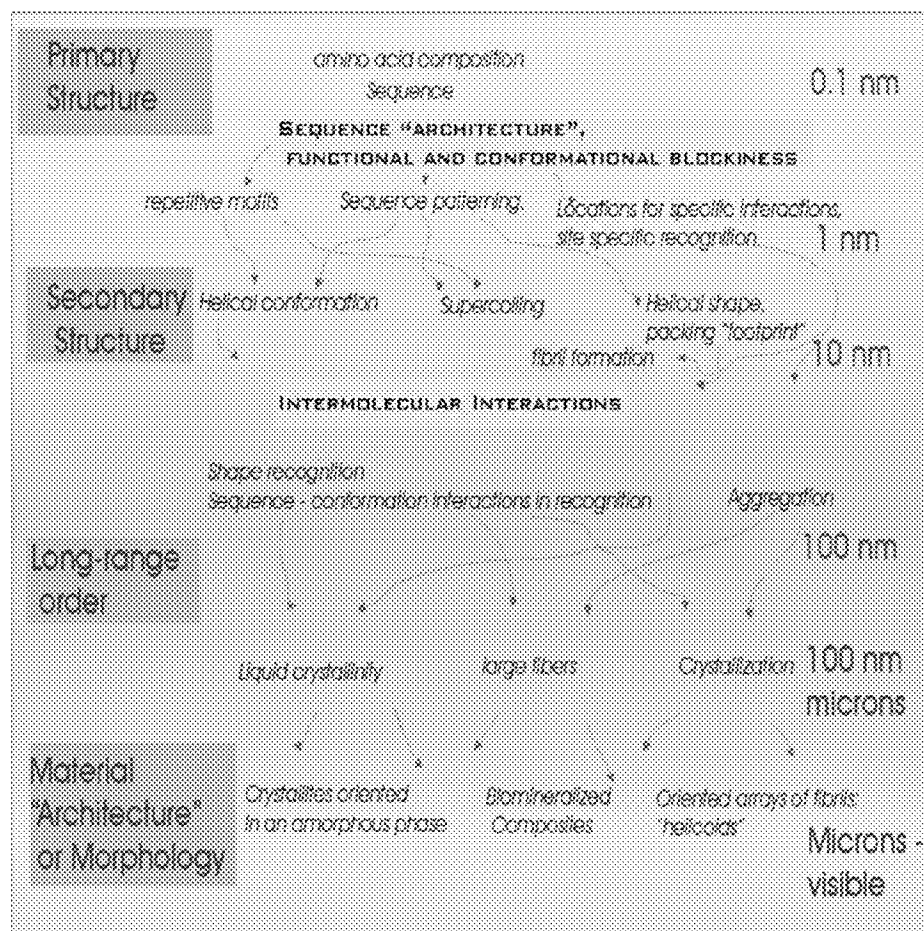 Primary
Structure
amino acid composition
Sequence
0.1 nm
SEQUENCE "ARCHITECTURE",
FUNCTIONAL AND CONFORMATIONAL BLOCKINESS
repetitive motifs
Sequence patterning,
Locations for specific interactions,
site specific recognition.
1 nm
Secondary
Structure
Helical conformation
Supercoiling
Helical shape,
packing "footprint"
fibril formation
10 nm
INTERMOLECULAR INTERACTIONS
Shape recognition
Sequence - conformation interactions in recognition
Aggregation
Long-range
order
100 nm
Liquid crystallinity
large fibers
Crystallization
100 nm
microns
Material
"Architecture"
or Morphology
Crystallites oriented
in an amorphous phase
Biomineralized
Composites
Oriented arrays of fibrils:
"helicoids"
Microns -
visible